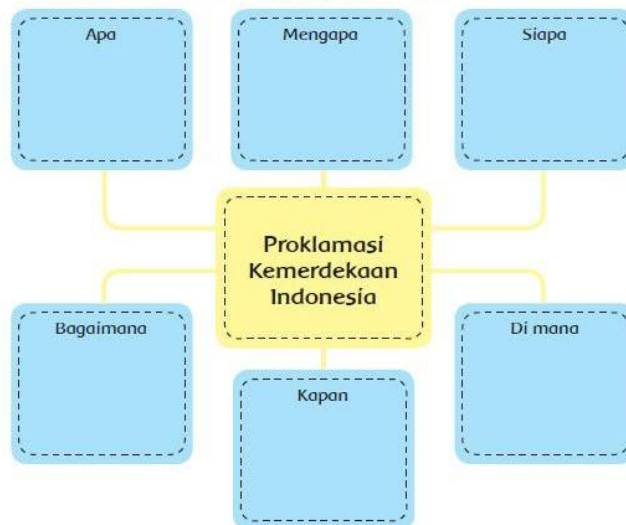 Apa
Mengapa
Siapa
Proklamasi
Kemerdekaan
Indonesia
Bagaimana
Di mana
Kapan